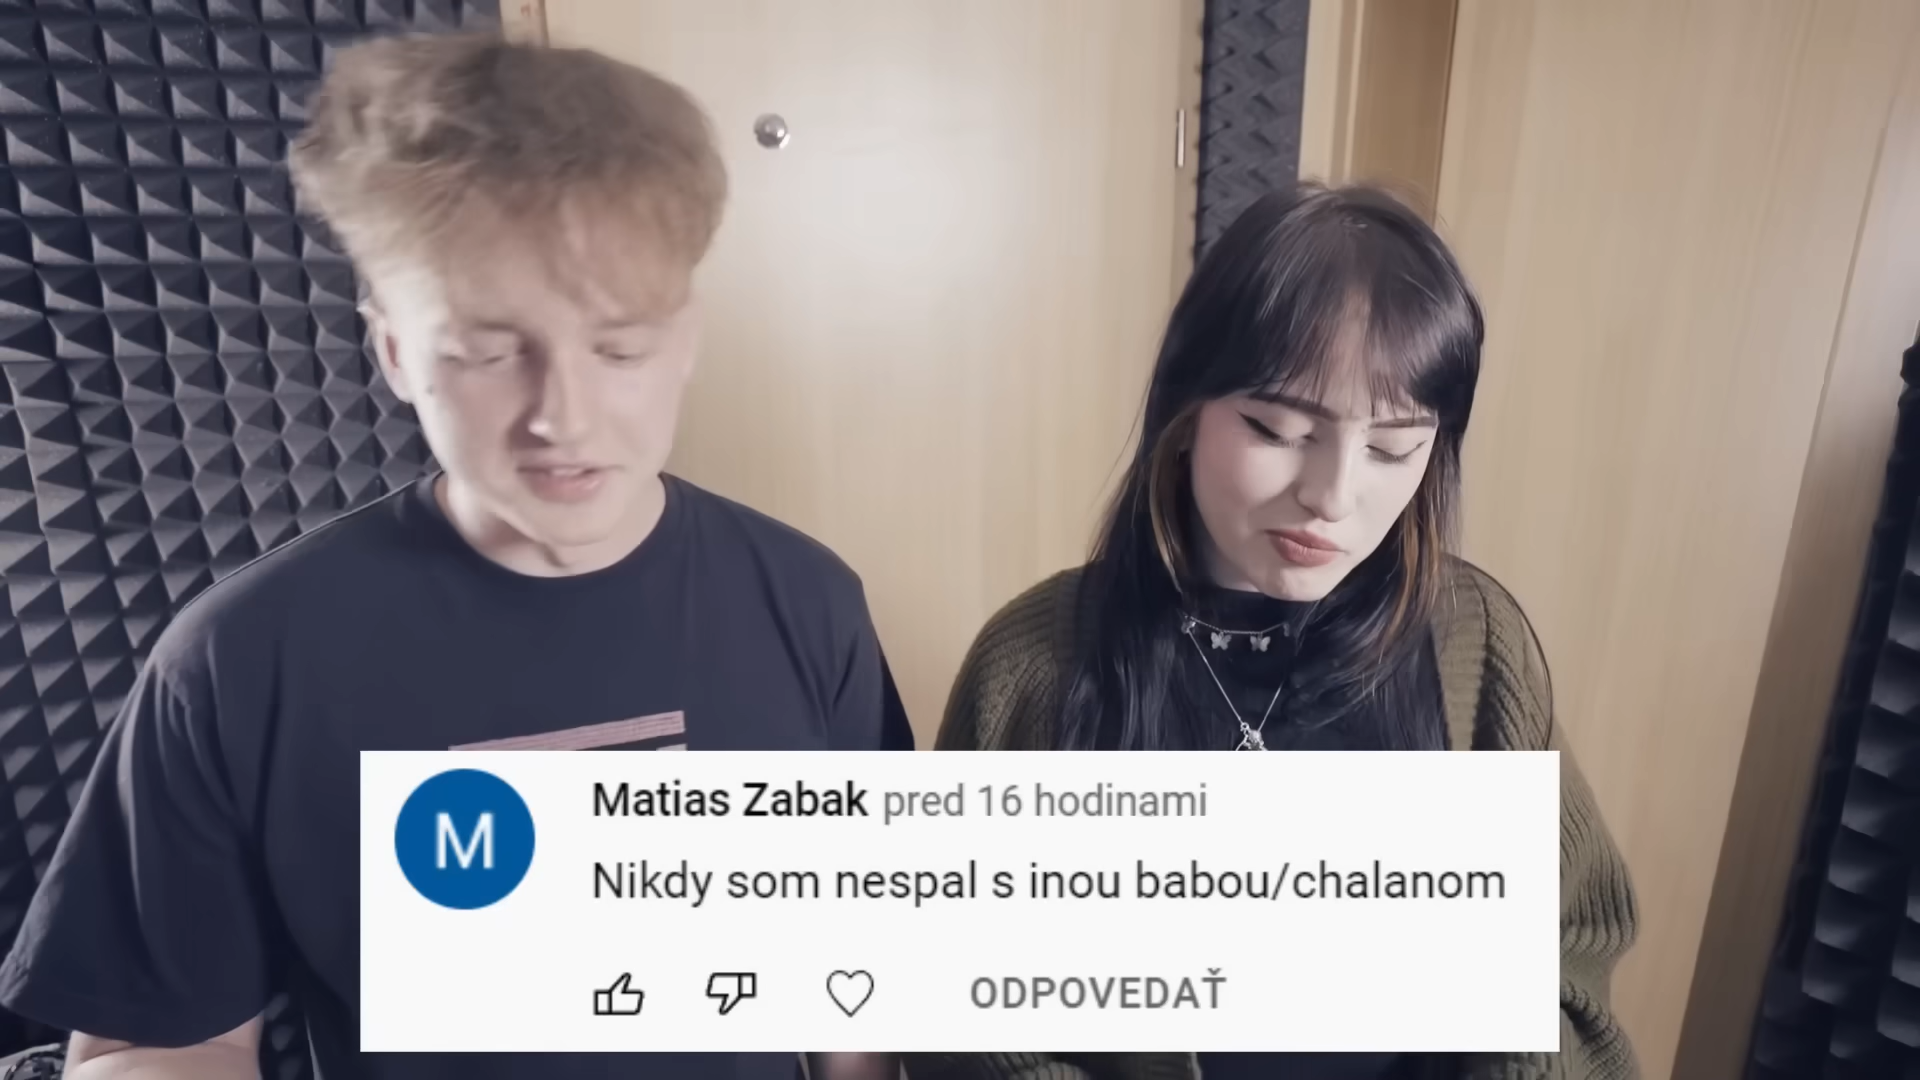 M
Matias Zabak pred 16 hodinami
Nikdy som nespal s inou babou/chalanom
ODPOVEDAŤ